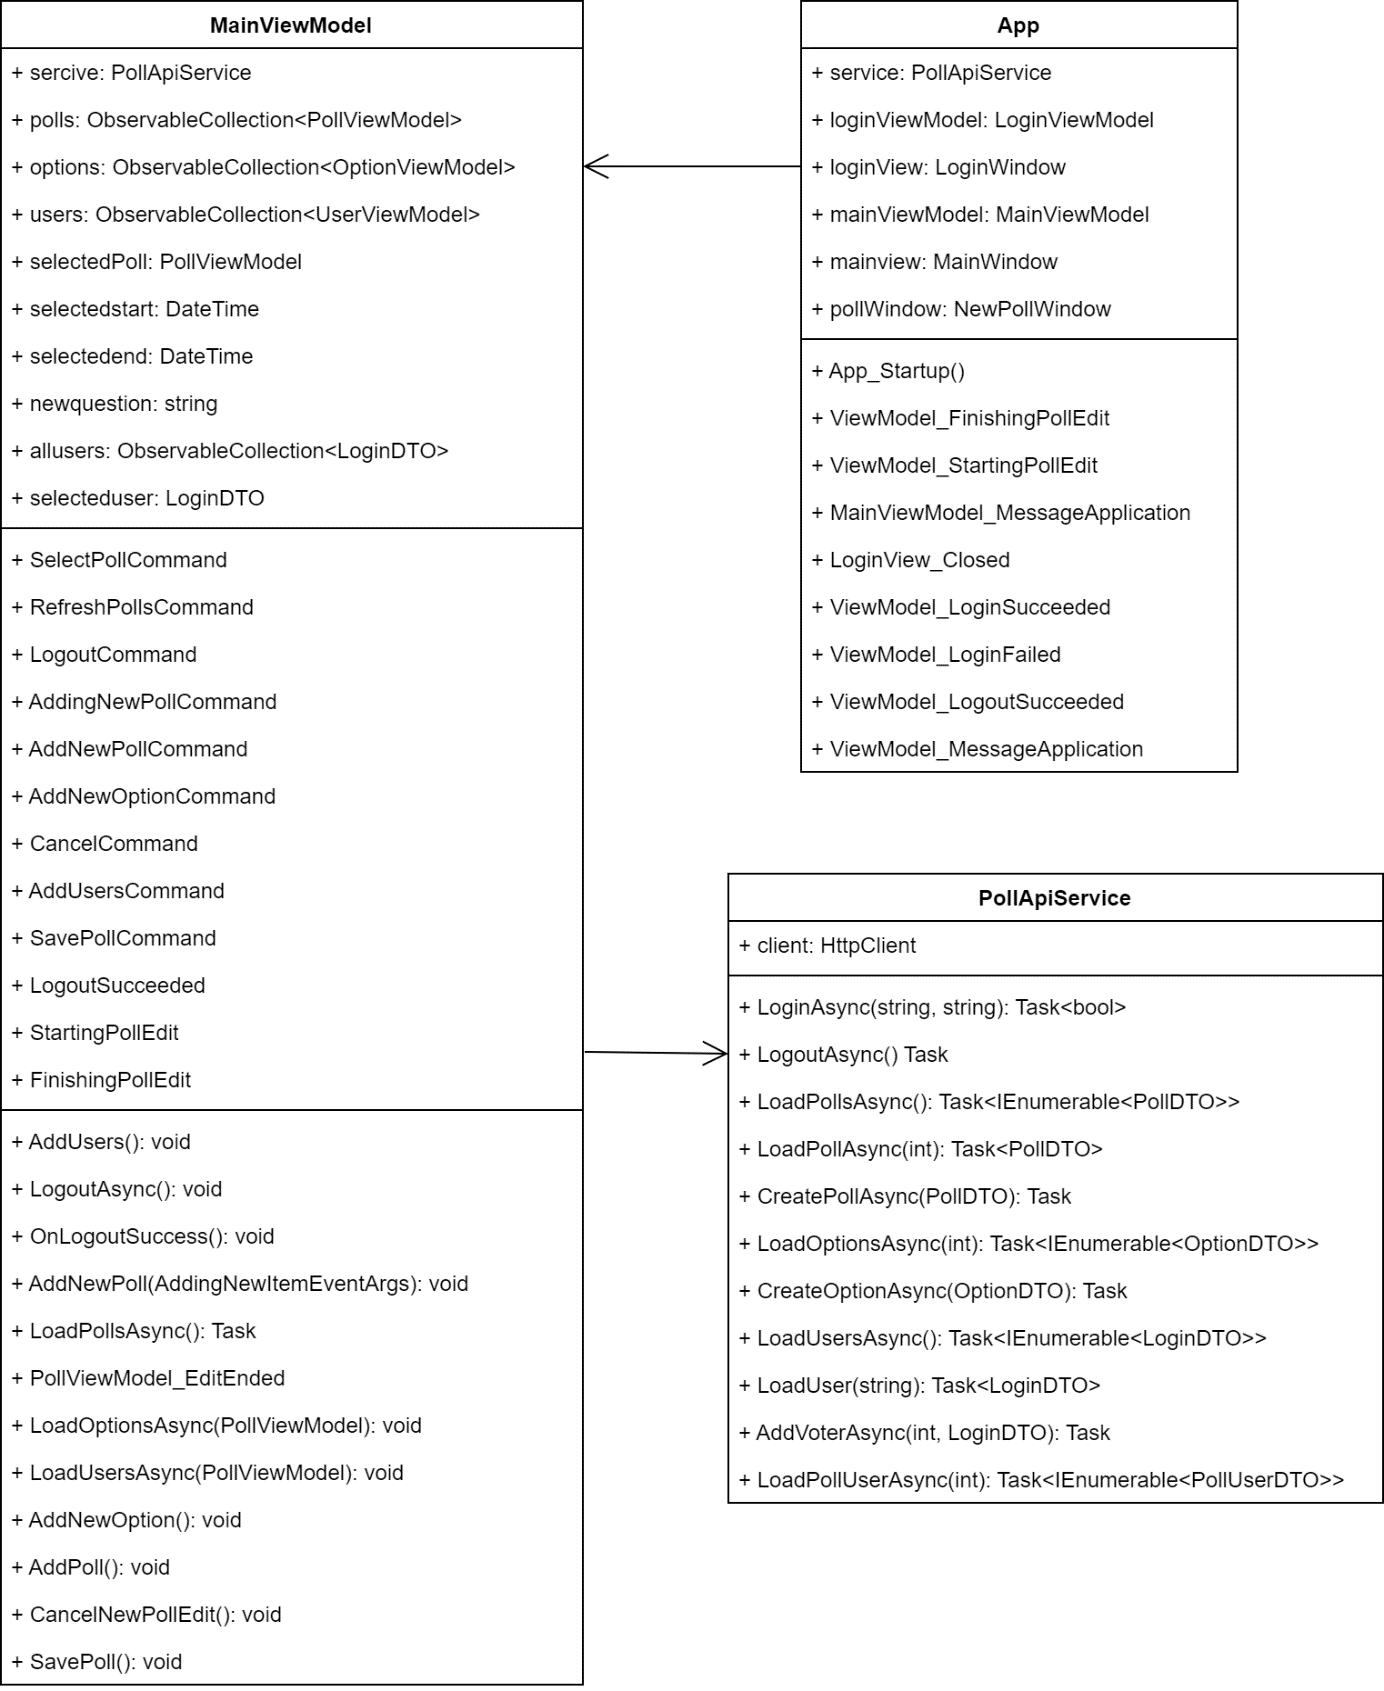 MainViewModel
+ sercive: PollApiService
+ polls: ObservableCollection<PollViewModel>
+ options: ObservableCollection<OptionViewModel>
+ users: ObservableCollection<UserViewModel>
+ selectedPoll: PollViewModel
+ selectedstart: DateTime
+ selectedend: DateTime
+ newquestion: string
+ allusers: ObservableCollection<LoginDTO>
+ selecteduser: LoginDTO
+ SelectPollCommand
+ RefreshPollsCommand
+ LogoutCommand
+ AddingNewPollCommand
+ AddNewPollCommand
+ AddNewOptionCommand
+ CancelCommand
+ AddUsersCommand
+ SavePollCommand
+ LogoutSucceeded
+ StartingPollEdit
+ FinishingPollEdit
+ AddUsers(): void
+ LogoutAsync(): void
+ OnLogoutSuccess(): void
+ AddNewPoll(AddingNewItemEventArgs): void
+ LoadPollsAsync(): Task
+ PollViewModel_EditEnded
+ LoadOptionsAsync(PollViewModel): void
+ LoadUsersAsync(PollViewModel): void
+ AddNewOption(): void
+ AddPoll(): void
+ CancelNewPollEdit(): void
+ SavePoll(): void
App
+ service: PollApiService
+ loginViewModel: LoginViewModel
+ loginView: LoginWindow
+ mainViewModel: MainViewModel
+ mainview: MainWindow
+ pollWindow: NewPollWindow
+ App_Startup()
+ ViewModel_FinishingPollEdit
+ ViewModel_StartingPollEdit
+ MainViewModel_MessageApplication
+ LoginView_Closed
+ ViewModel_LoginSucceeded
+ ViewModel_LoginFailed
+ ViewModel_LogoutSucceeded
+ ViewModel_MessageApplication
PollApiService
+ client: HttpClient
+ LoginAsync(string, string): Task<bool>
+ LogoutAsync() Task
+ LoadPollsAsync(): Task<IEnumerable<PollDTO>>
+ LoadPollAsync(int): Task<PollDTO>
+ CreatePollAsync(PollDTO): Task
+ LoadOptionsAsync(int): Task<IEnumerable<OptionDTO>>
+ CreateOptionAsync(OptionDTO): Task
+ LoadUsersAsync(): Task<IEnumerable<LoginDTO>>
+ LoadUser(string): Task<LoginDTO>
+ AddVoterAsync(int, LoginDTO): Task
+ LoadPollUserAsync(int): Task<IEnumerable<PollUserDTO>>